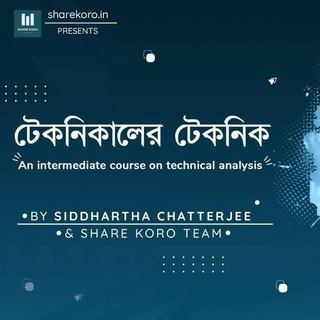 sharekoro.in
SHARE KORO
PRESENTS
টেকনিকালের টেকনিক
An intermediate course on technical analysis
BY SIDDHARTHA CHATTERJEE
& SHARE KORO TEAM